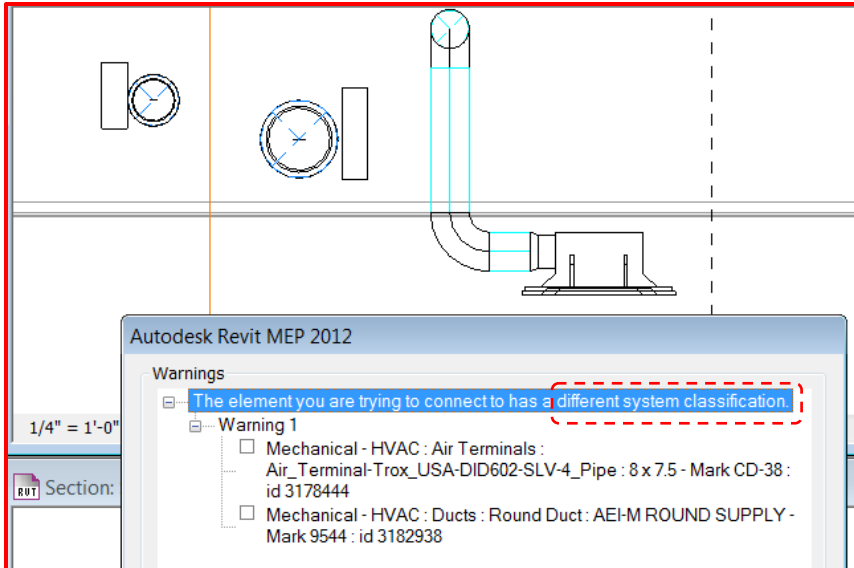 Autodesk Revit MEP 2012
Warnings
The element you are trying to connect to has a different system classification.
Warning 1
Mechanical - HVAC : Air Terminals :
Air_Terminal-Trox_USA-DID602-SLV-4_Pipe : 8 x 7.5 - Mark CD-38 :
id 3178444
Mechanical - HVAC : Ducts : Round Duct : AEI-M ROUND SUPPLY -
Mark 9544 : id 3182938
1/4" = 1'-0"
RVT Section: